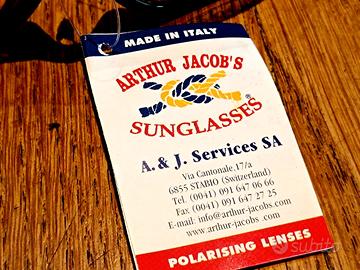 MADE IN ITALY
ARTHUR JACOB'S
®
SUNGLASSES
A. & J. Services SA
Via Cantonale,17/a
6855 STABIO (Switzerland)
Tel. (0041) 091 647 06 66
Fax (0041) 091 647 27 25
E-mail: info@arthur-jacobs.com
www.arthur-jacobs.com
POLARISING LENSES
subito